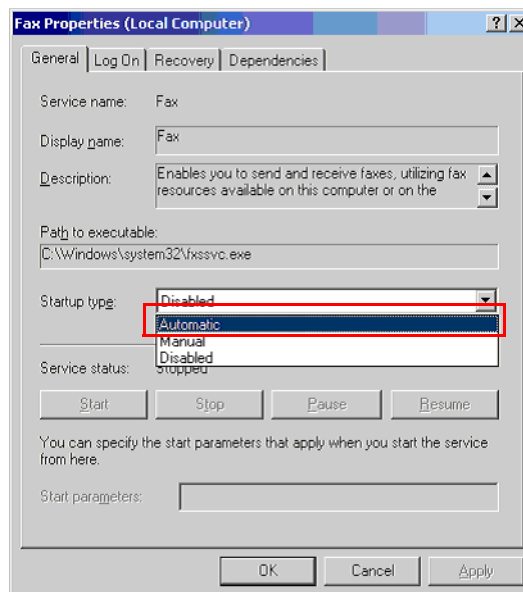 Fax Properties (Local Computer)
General Log On Recovery Dependencies
Service name: Fax
Display name: Fax
Description: Enables you to send and receive faxes, utilizing fax
resources available on this computer or on the
Path to executable:
C:\Windows\system32\fxssvc.exe
Startup type: Disabled
Automatic
Manual
Disabled
Service status: Stopped
Start Stop Pause Resume
You can specify the start parameters that apply when you start the service
from here.
Start parameters:
OK Cancel Apply